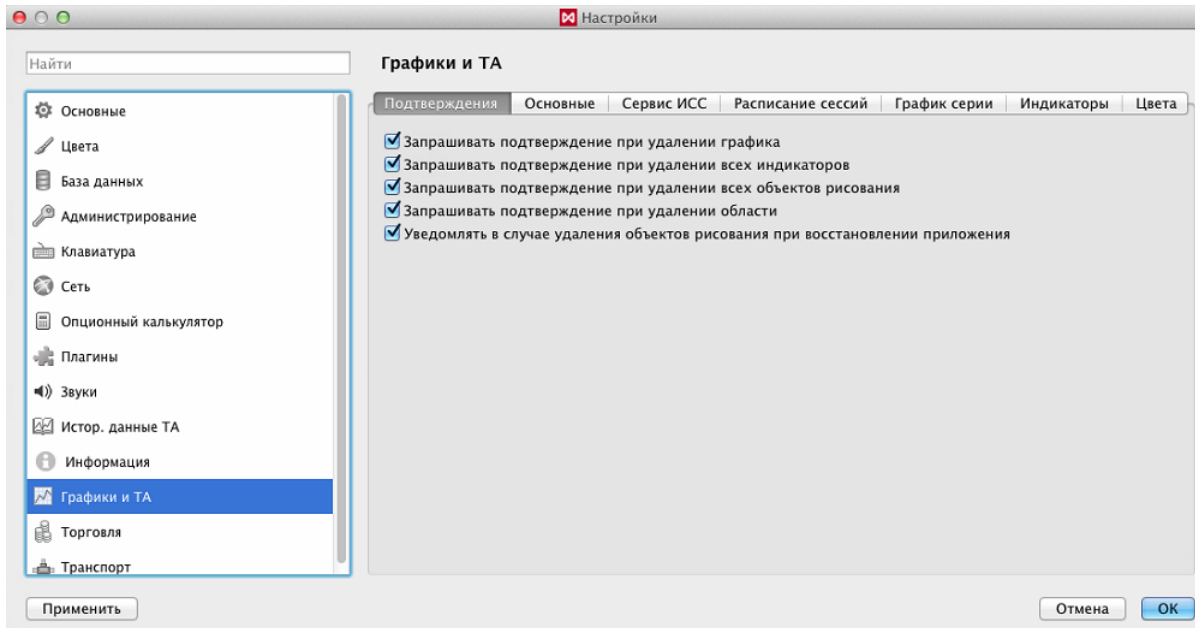 Настройки
Найти
Основные
Цвета
База данных
Администрирование
Клавиатура
Сеть
Опционный калькулятор
Плагины
Звуки
Истор. данные ТА
Информация
Графики и ТА
Торговля
Транспорт
Графики и ТА
Подтверждения Основные Сервис ИСС Расписание сессий График серии Индикаторы Цвета
Запрашивать подтверждение при удалении графика
Запрашивать подтверждение при удалении всех индикаторов
Запрашивать подтверждение при удалении всех объектов рисования
Запрашивать подтверждение при удалении области
Уведомлять в случае удаления объектов рисования при восстановлении приложения
Применить Отмена OK